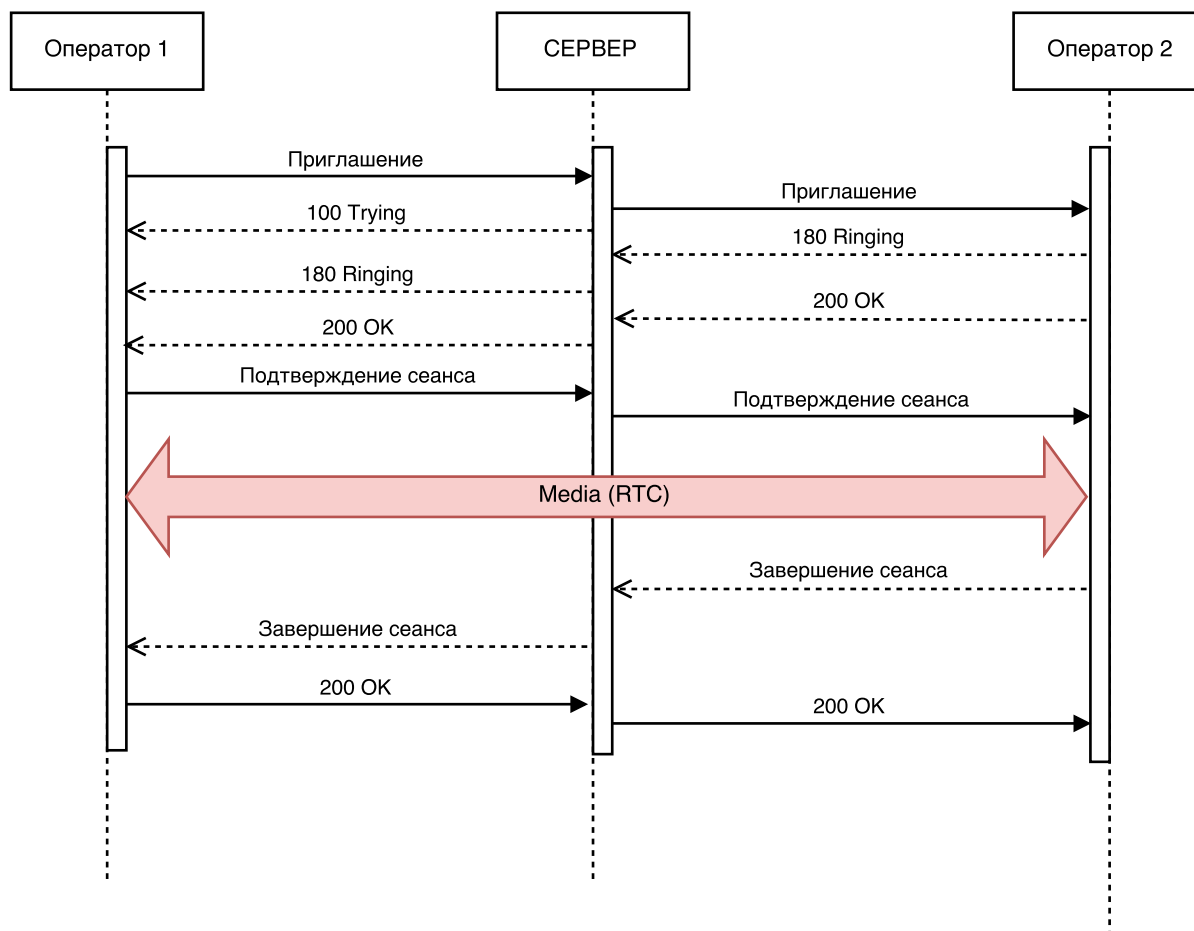 Оператор 1
СЕРВЕР
Оператор 2
Приглашение
Приглашение
100 Trying
180 Ringing
180 Ringing
200 OK
200 OK
Подтверждение сеанса
Подтверждение сеанса
Media (RTC)
Завершение сеанса
Завершение сеанса
200 OK
200 OK